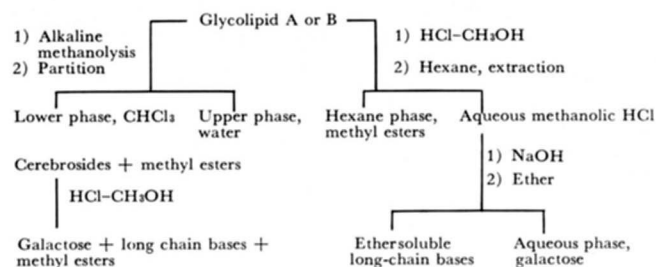 Glycolipid A or B
1) Alkaline
methanolysis
2) Partition
1) HCl–CH₃OH
2) Hexane, extraction
Lower phase, CHCl₃
Upper phase,
water
Hexane phase,
methyl esters
Aqueous methanolic HCl
Cerebrosides + methyl esters
HCl–CH₃OH
1) NaOH
2) Ether
Galactose + long chain bases +
methyl esters
Ethersoluble
long-chain bases
Aqueous phase,
galactose